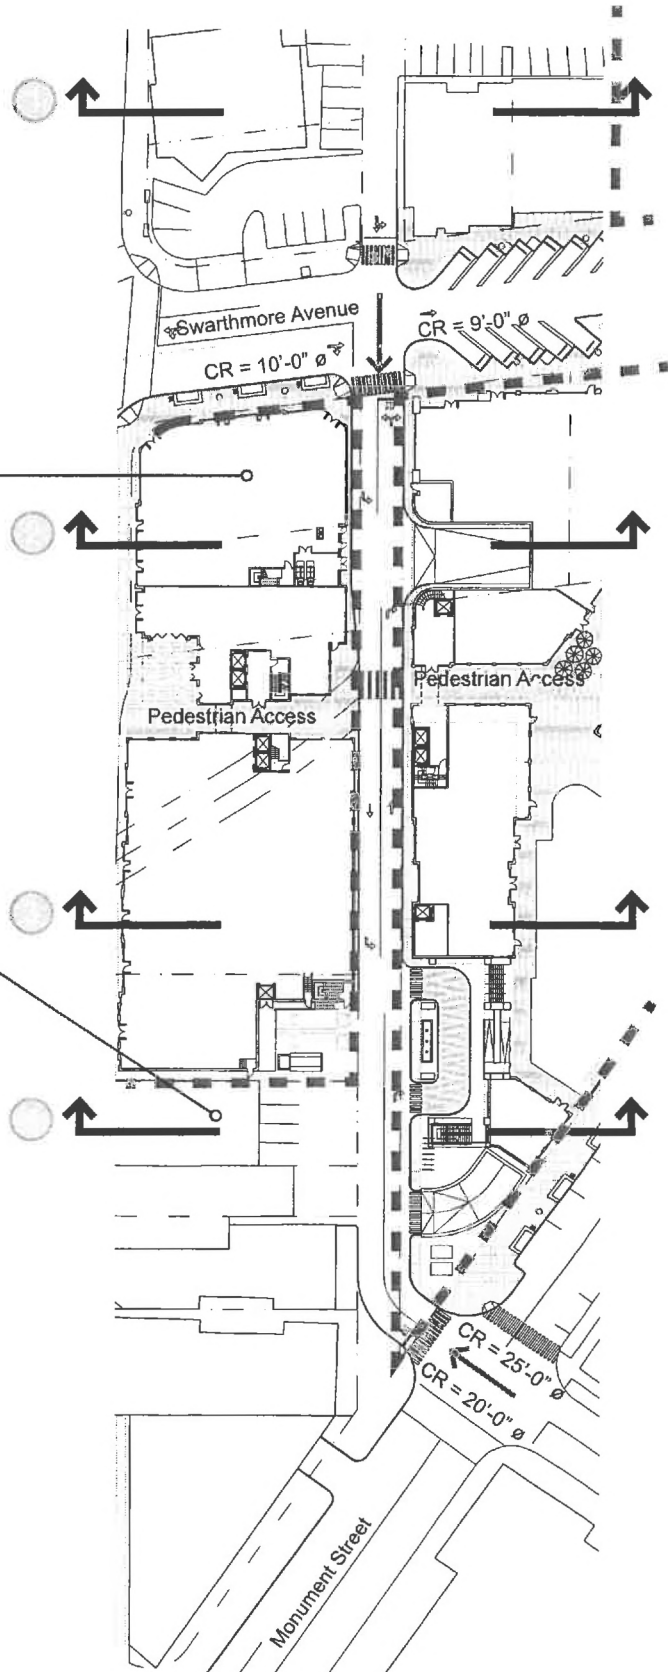 Swarthmore Avenue
CR = 9'-0" ø
CR = 10'-0" ø
Pedestrian Access
Pedestrian Access
CR = 25'-0" ø
CR = 20'-0" ø
Monument Street